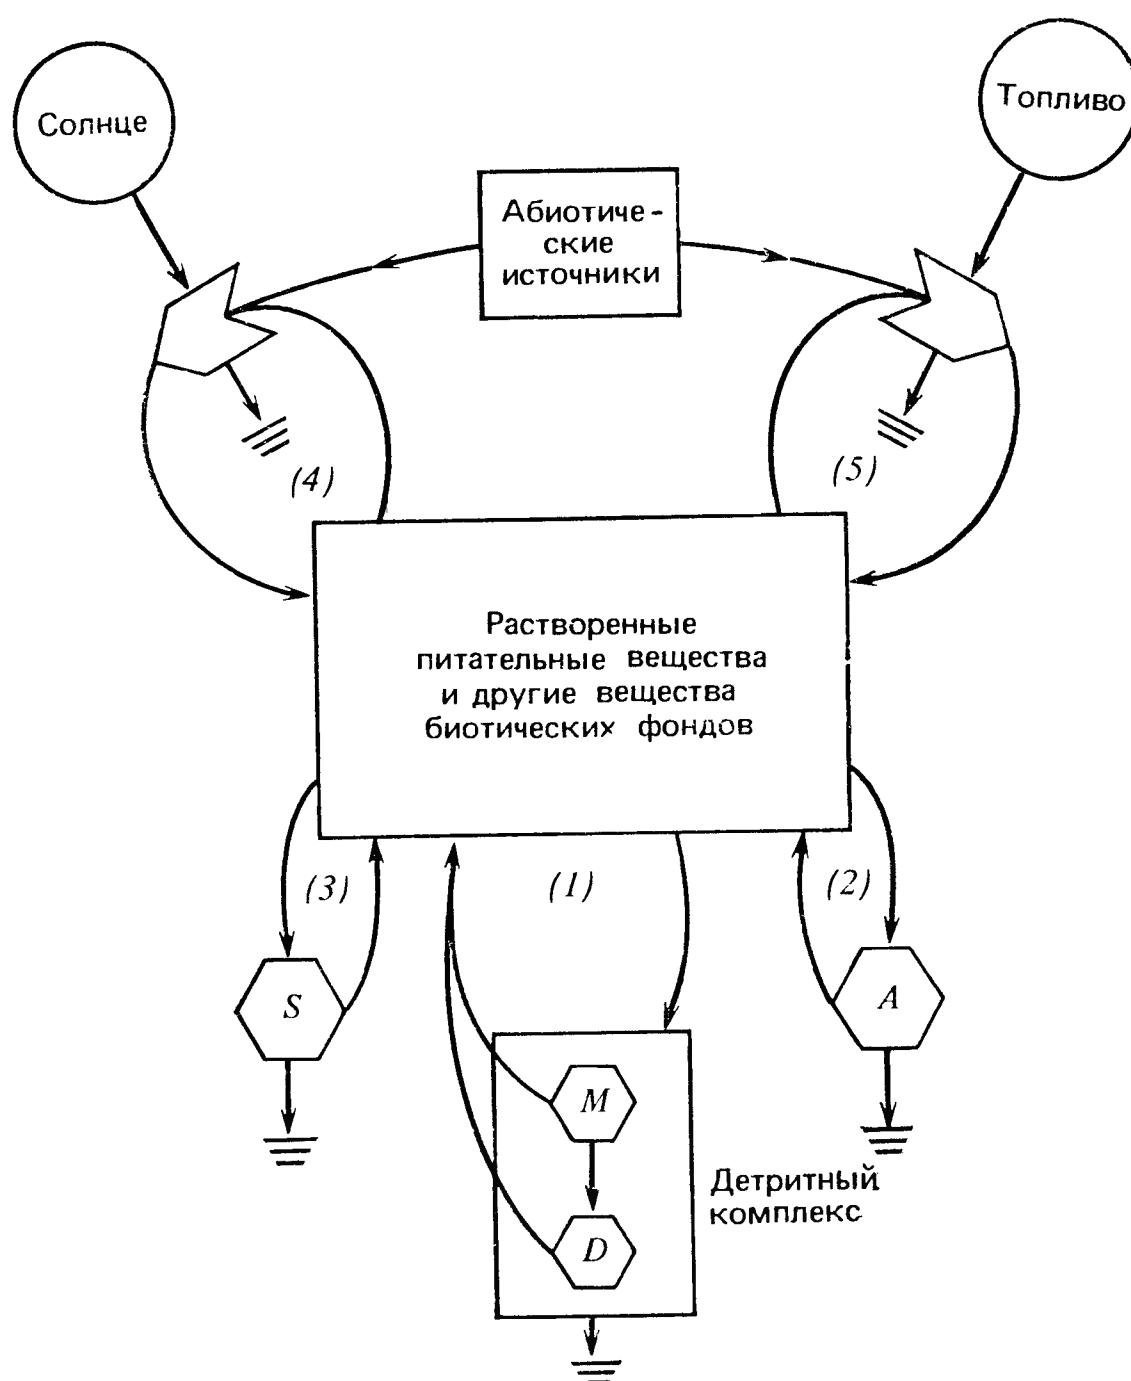 Солнце
Топливо
Абиотиче-
ские
источники
(4)
(5)
Растворенные
питательные вещества
и другие вещества
биотических фондов
(3)
(1)
(2)
S
A
M
D
Детритный
комплекс